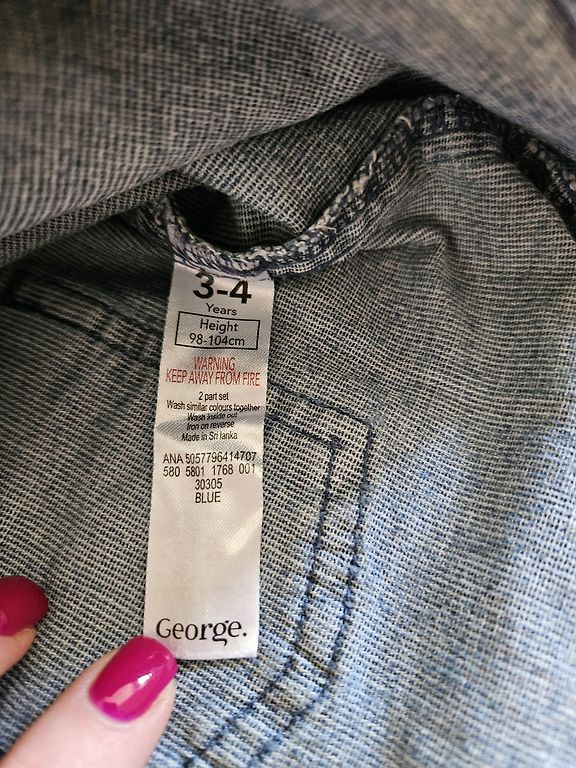 3-4
Years
Height
98-104cm
WARNING
KEEP AWAY FROM FIRE
2 part set
Wash similar colours together
Wash inside out
Iron on reverse
Made in Sri lanka
ANA 5057796414707
580 5801 1768 001
30305
BLUE
George.